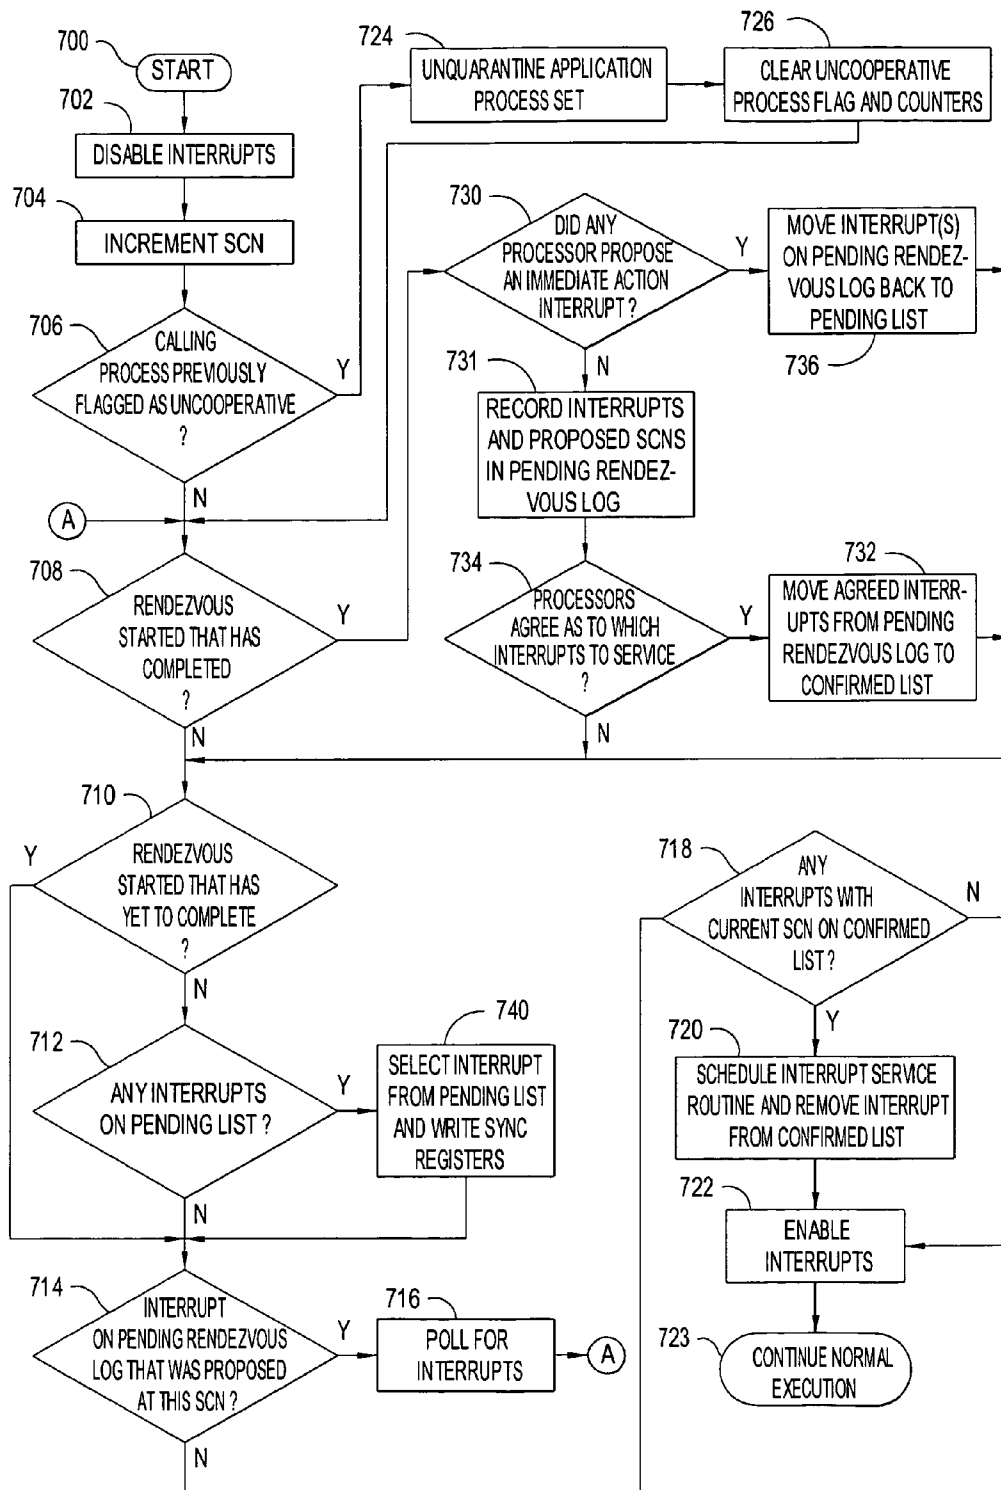 700
START
702
DISABLE INTERRUPTS
704
INCREMENT SCN
706
CALLING
PROCESS PREVIOUSLY
FLAGGED AS UNCOOPERATIVE
?
Y
N
724
UNQUARANTINE APPLICATION
PROCESS SET
726
CLEAR UNCOOPERATIVE
PROCESS FLAG AND COUNTERS
A
708
RENDEZVOUS
STARTED THAT HAS
COMPLETED
?
Y
N
730
DID ANY
PROCESSOR PROPOSE
AN IMMEDIATE ACTION
INTERRUPT ?
Y
N
MOVE INTERRUPT(S)
ON PENDING RENDEZ-
VOUS LOG BACK TO
PENDING LIST
736
731
RECORD INTERRUPTS
AND PROPOSED SCNS
IN PENDING RENDEZ-
VOUS LOG
734
PROCESSORS
AGREE AS TO WHICH
INTERRUPTS TO SERVICE
?
Y
N
732
MOVE AGREED INTERR-
UPTS FROM PENDING
RENDEZVOUS LOG TO
CONFIRMED LIST
710
Y
RENDEZVOUS
STARTED THAT HAS
YET TO COMPLETE
?
N
712
ANY INTERRUPTS
ON PENDING LIST ?
Y
N
740
SELECT INTERRUPT
FROM PENDING LIST
AND WRITE SYNC
REGISTERS
714
INTERRUPT
ON PENDING RENDEZVOUS
LOG THAT WAS PROPOSED
AT THIS SCN ?
Y
N
716
POLL FOR
INTERRUPTS
A
718
ANY
INTERRUPTS WITH
CURRENT SCN ON CONFIRMED
LIST ?
N
Y
720
SCHEDULE INTERRUPT SERVICE
ROUTINE AND REMOVE INTERRUPT
FROM CONFIRMED LIST
722
ENABLE
INTERRUPTS
723
CONTINUE NORMAL
EXECUTION